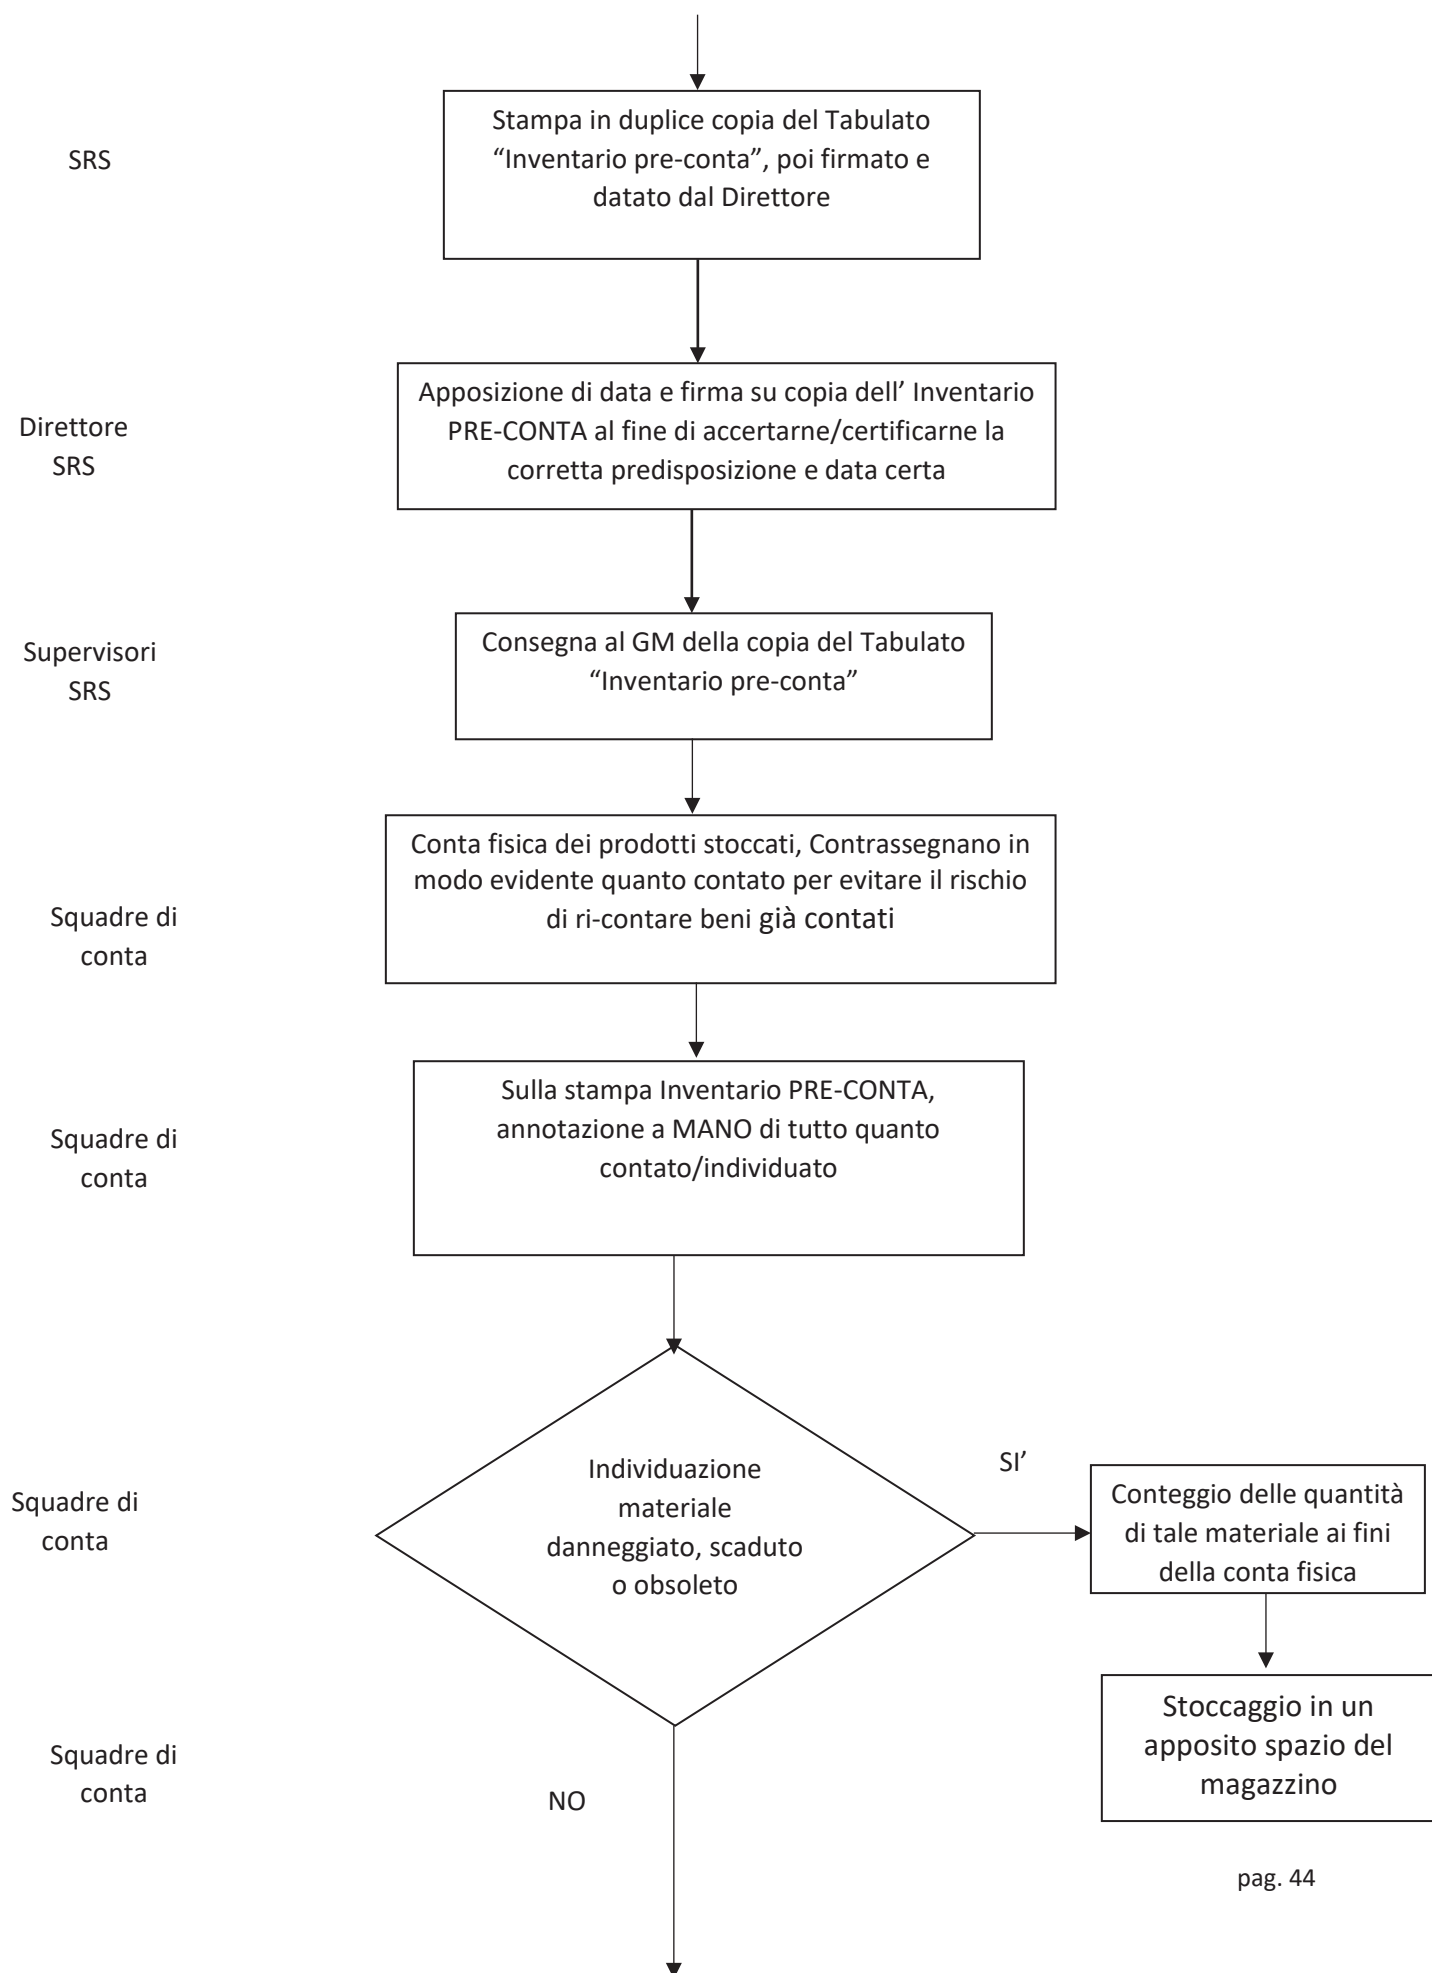 SRS
Stampa in duplice copia del Tabulato
“Inventario pre-conta”, poi firmato e
datato dal Direttore
Direttore
SRS
Apposizione di data e firma su copia dell’ Inventario
PRE-CONTA al fine di accertarne/certificarne la
corretta predisposizione e data certa
Supervisori
SRS
Consegna al GM della copia del Tabulato
“Inventario pre-conta”
Squadre di
conta
Conta fisica dei prodotti stoccati, Contrassegnano in
modo evidente quanto contato per evitare il rischio
di ri-contare beni già contati
Squadre di
conta
Sulla stampa Inventario PRE-CONTA,
annotazione a MANO di tutto quanto
contato/individuato
Squadre di
conta
Individuazione
materiale
danneggiato, scaduto
o obsoleto
SI’
Conteggio delle quantità
di tale materiale ai fini
della conta fisica
Squadre di
conta
NO
Stoccaggio in un
apposito spazio del
magazzino
pag. 44